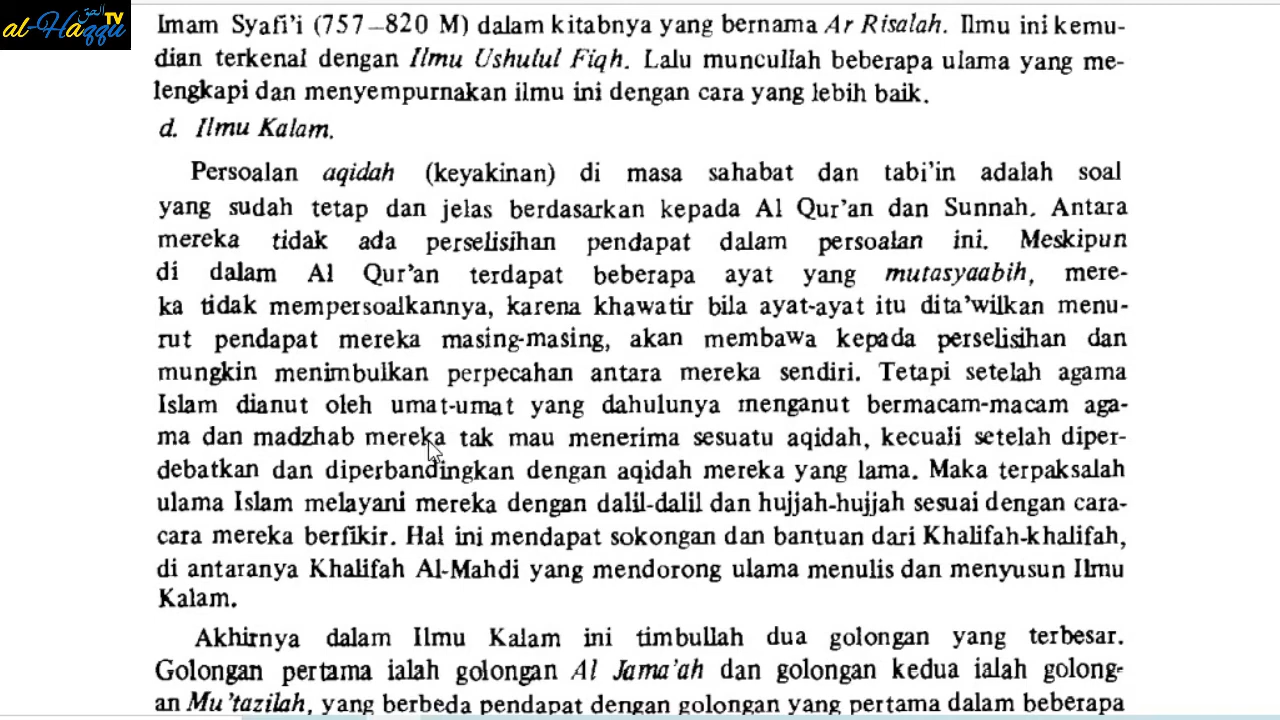 al-Haqqu TV
الحق
Imam Syafi'i (757–820 M) dalam kitabnya yang bernama Ar Risalah. Ilmu ini kemu-
dian terkenal dengan Ilmu Ushulul Fiqh. Lalu muncullah beberapa ulama yang me-
lengkapi dan menyempurnakan ilmu ini dengan cara yang lebih baik.
d. Ilmu Kalam.
Persoalan aqidah (keyakinan) di masa sahabat dan tabi'in adalah soal
yang sudah tetap dan jelas berdasarkan kepada Al Qur'an dan Sunnah. Antara
mereka tidak ada perselisihan pendapat dalam persoalan ini. Meskipun
di dalam Al Qur'an terdapat beberapa ayat yang mutasyaabih, mere-
ka tidak mempersoalkannya, karena khawatir bila ayat-ayat itu dita'wilkan menu-
rut pendapat mereka masing-masing, akan membawa kepada perselisihan dan
mungkin menimbulkan perpecahan antara mereka sendiri. Tetapi setelah agama
Islam dianut oleh umat-umat yang dahulunya menganut bermacam-macam aga-
ma dan madzhab mereka tak mau menerima sesuatu aqidah, kecuali setelah diper-
debatkan dan diperbandingkan dengan aqidah mereka yang lama. Maka terpaksalah
ulama Islam melayani mereka dengan dalil-dalil dan hujjah-hujjah sesuai dengan cara-
cara mereka berfikir. Hal ini mendapat sokongan dan bantuan dari Khalifah-khalifah,
di antaranya Khalifah Al-Mahdi yang mendorong ulama menulis dan menyusun Ilmu
Kalam.
Akhirnya dalam Ilmu Kalam ini timbullah dua golongan yang terbesar.
Golongan pertama ialah golongan Al Jama'ah dan golongan kedua ialah golong-
an Mu'tazilah, yang berbeda pendapat dengan golongan yang pertama dalam beberapa